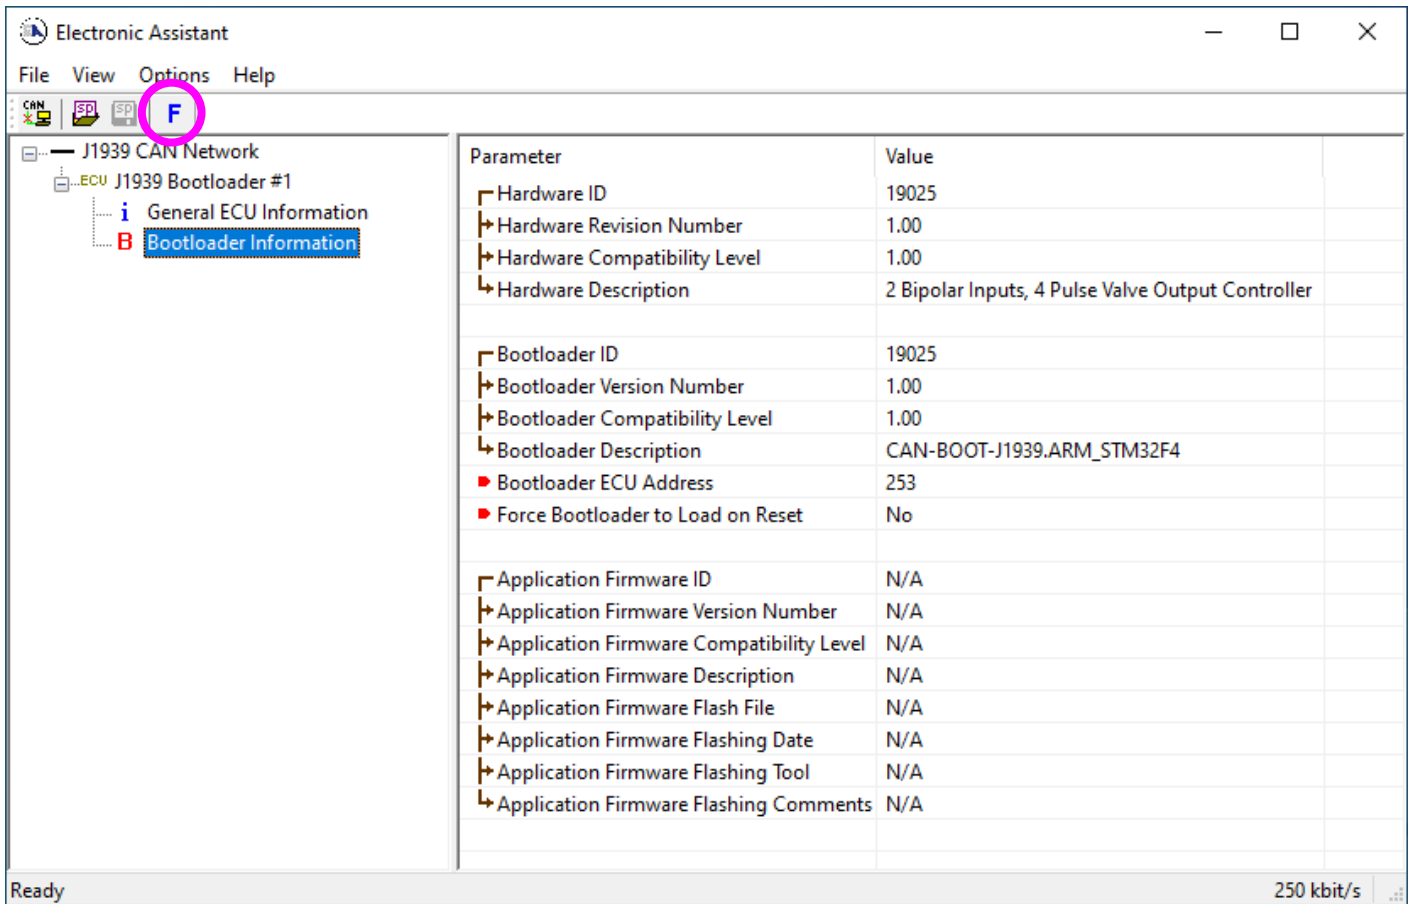 Electronic Assistant
File View Options Help
CAN SP SP F
J1939 CAN Network
ECU J1939 Bootloader #1
i General ECU Information
B Bootloader Information
Parameter Value
Hardware ID 19025
Hardware Revision Number 1.00
Hardware Compatibility Level 1.00
Hardware Description 2 Bipolar Inputs, 4 Pulse Valve Output Controller
Bootloader ID 19025
Bootloader Version Number 1.00
Bootloader Compatibility Level 1.00
Bootloader Description CAN-BOOT-J1939.ARM_STM32F4
Bootloader ECU Address 253
Force Bootloader to Load on Reset No
Application Firmware ID N/A
Application Firmware Version Number N/A
Application Firmware Compatibility Level N/A
Application Firmware Description N/A
Application Firmware Flash File N/A
Application Firmware Flashing Date N/A
Application Firmware Flashing Tool N/A
Application Firmware Flashing Comments N/A
Ready 250 kbit/s